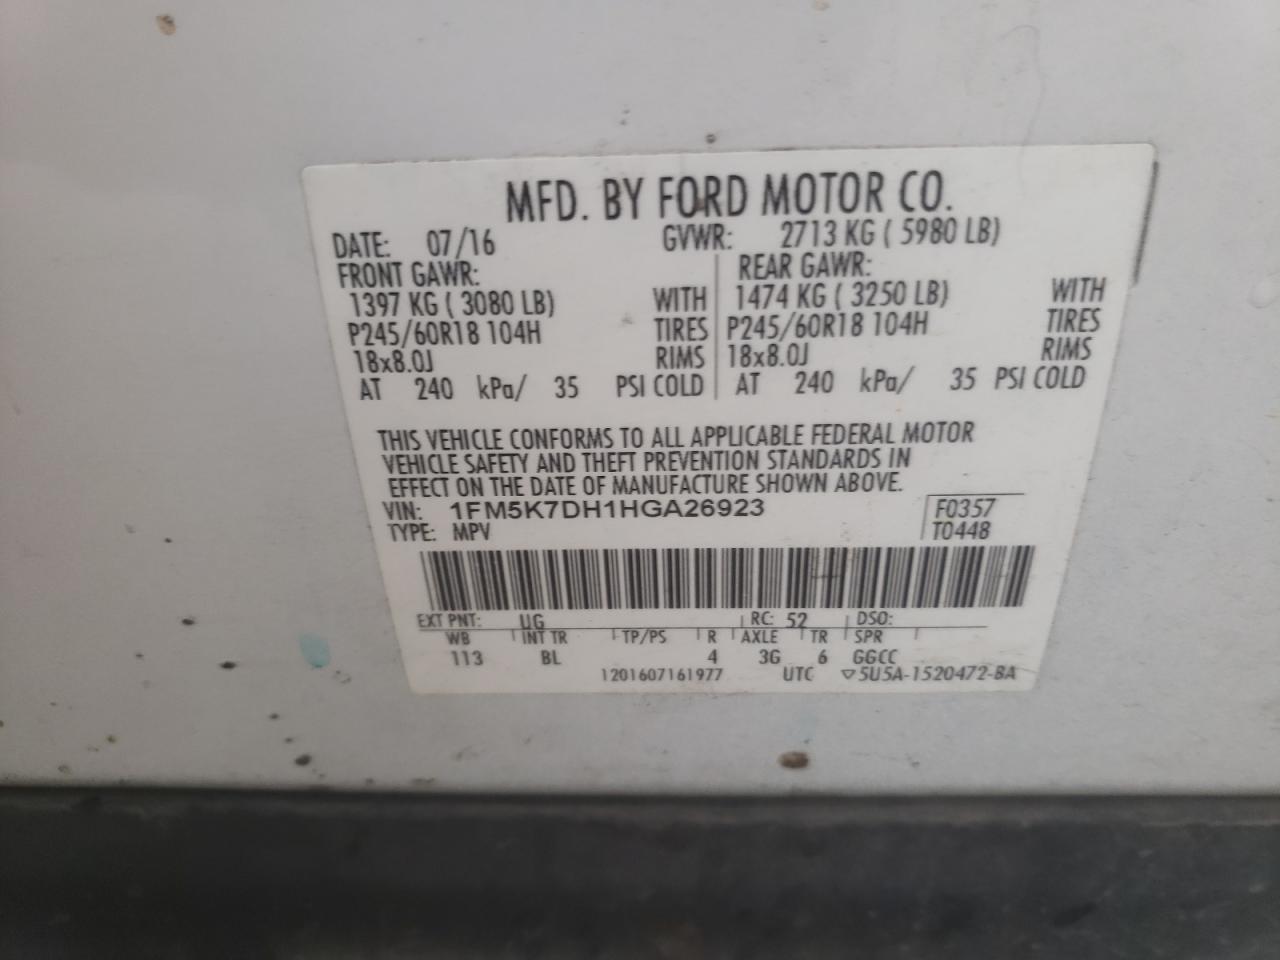 MFD. BY FORD MOTOR CO.
DATE: 07/16 GVWR: 2713 KG ( 5980 LB)
FRONT GAWR: REAR GAWR:
1397 KG ( 3080 LB) WITH 1474 KG ( 3250 LB) WITH
P245/60R18 104H TIRES P245/60R18 104H TIRES
18x8.0J RIMS 18x8.0J RIMS
AT 240 kPa/ 35 PSI COLD AT 240 kPa/ 35 PSI COLD
THIS VEHICLE CONFORMS TO ALL APPLICABLE FEDERAL MOTOR
VEHICLE SAFETY AND THEFT PREVENTION STANDARDS IN
EFFECT ON THE DATE OF MANUFACTURE SHOWN ABOVE.
VIN: 1FM5K7DH1HGA26923 F0357
TYPE: MPV T0448
EXT PNT: UG RC: 52 DSO:
WB INT TR TP/PS R AXLE TR SPR
113 BL 4 3G 6 GGCC
1201607161977 UTC ▽5U5A-1520472-BA